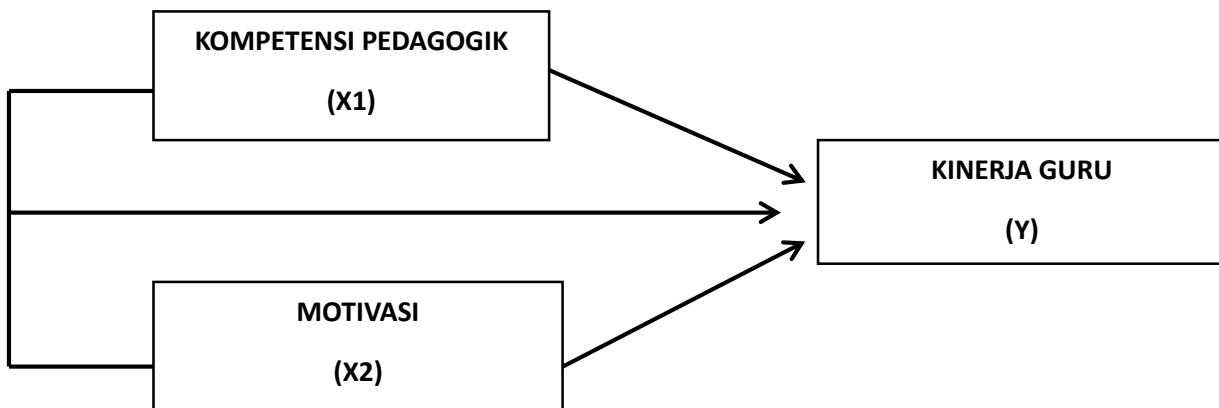 KOMPETENSI PEDAGOGIK
(X1)
KINERJA GURU
(Y)
MOTIVASI
(X2)